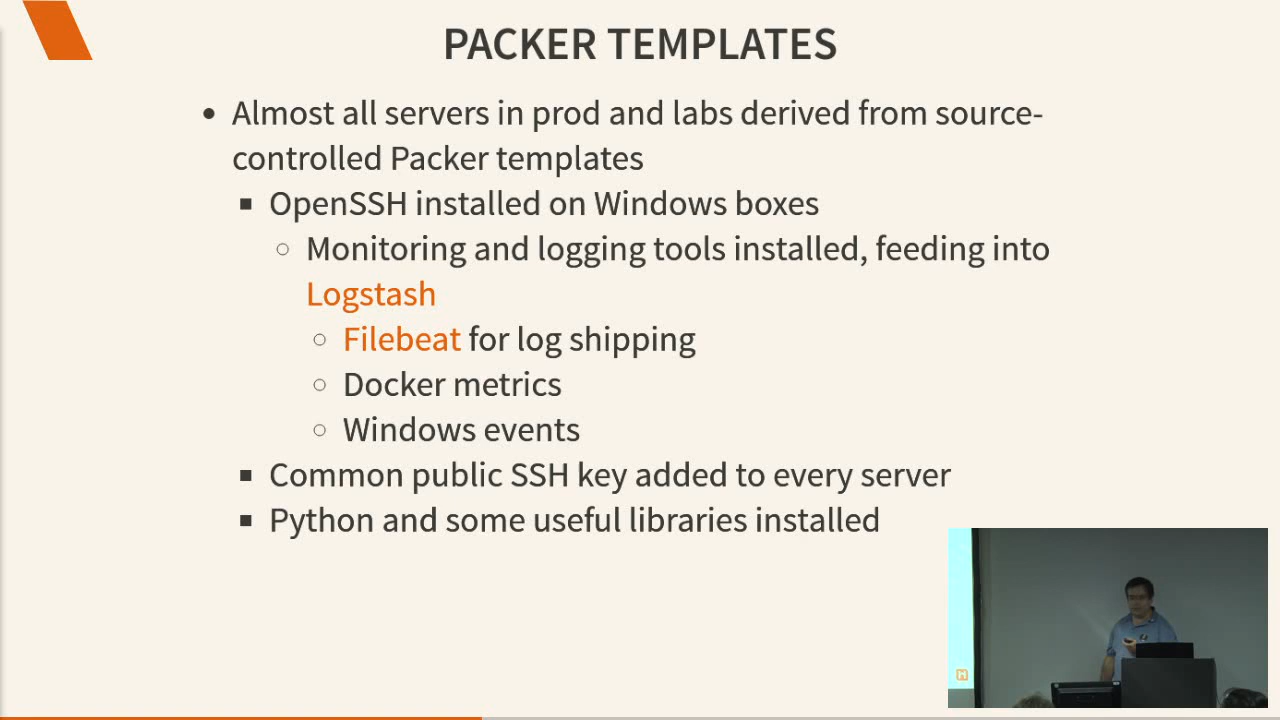 PACKER TEMPLATES
Almost all servers in prod and labs derived from source-
controlled Packer templates
OpenSSH installed on Windows boxes
Monitoring and logging tools installed, feeding into
Logstash
Filebeat for log shipping
Docker metrics
Windows events
Common public SSH key added to every server
Python and some useful libraries installed